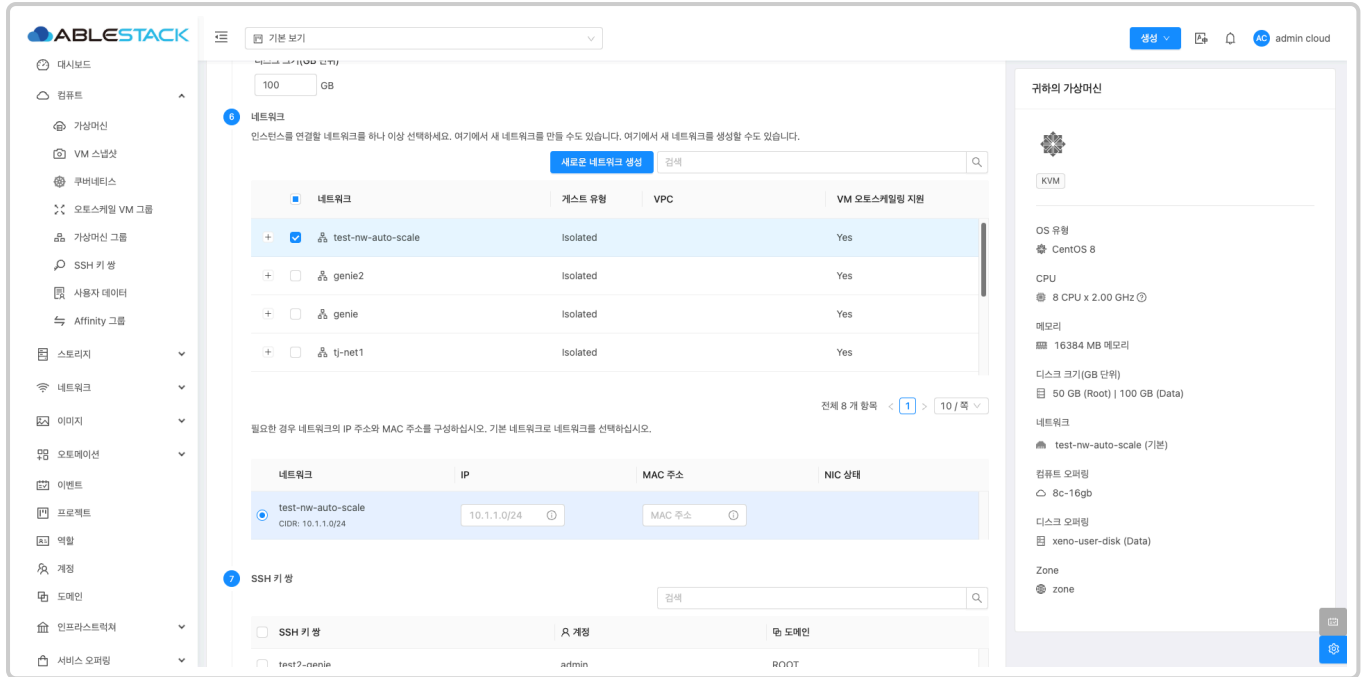 ABLESTACK
기본 보기
생성
AC
admin cloud
대시보드
컴퓨트
가상머신
VM 스냅샷
쿠버네티스
오토스케일 VM 그룹
가상머신 그룹
SSH 키 쌍
사용자 데이터
Affinity 그룹
스토리지
네트워크
이미지
오토메이션
이벤트
프로젝트
역할
계정
도메인
인프라스트럭쳐
서비스 오퍼링
디스크 크기(GB 단위)
100 GB
6 네트워크
인스턴스를 연결할 네트워크를 하나 이상 선택하세요. 여기에서 새 네트워크를 만들 수도 있습니다. 여기에서 새 네트워크를 생성할 수도 있습니다.
새로운 네트워크 생성 검색
네트워크 게스트 유형 VPC VM 오토스케일링 지원
test-nw-auto-scale Isolated Yes
genie2 Isolated Yes
genie Isolated Yes
tj-net1 Isolated Yes
전체 8 개 항목 < 1 > 10 / 쪽
필요한 경우 네트워크의 IP 주소와 MAC 주소를 구성하십시오. 기본 네트워크로 네트워크를 선택하십시오.
네트워크 IP MAC 주소 NIC 상태
test-nw-auto-scale 10.1.1.0/24 MAC 주소
CIDR: 10.1.1.0/24
7 SSH 키 쌍
검색
SSH 키 쌍 계정 도메인
test2-genie admin ROOT
귀하의 가상머신
KVM
OS 유형
CentOS 8
CPU
8 CPU x 2.00 GHz
메모리
16384 MB 메모리
디스크 크기(GB 단위)
50 GB (Root) | 100 GB (Data)
네트워크
test-nw-auto-scale (기본)
컴퓨트 오퍼링
8c-16gb
디스크 오퍼링
xeno-user-disk (Data)
Zone
zone